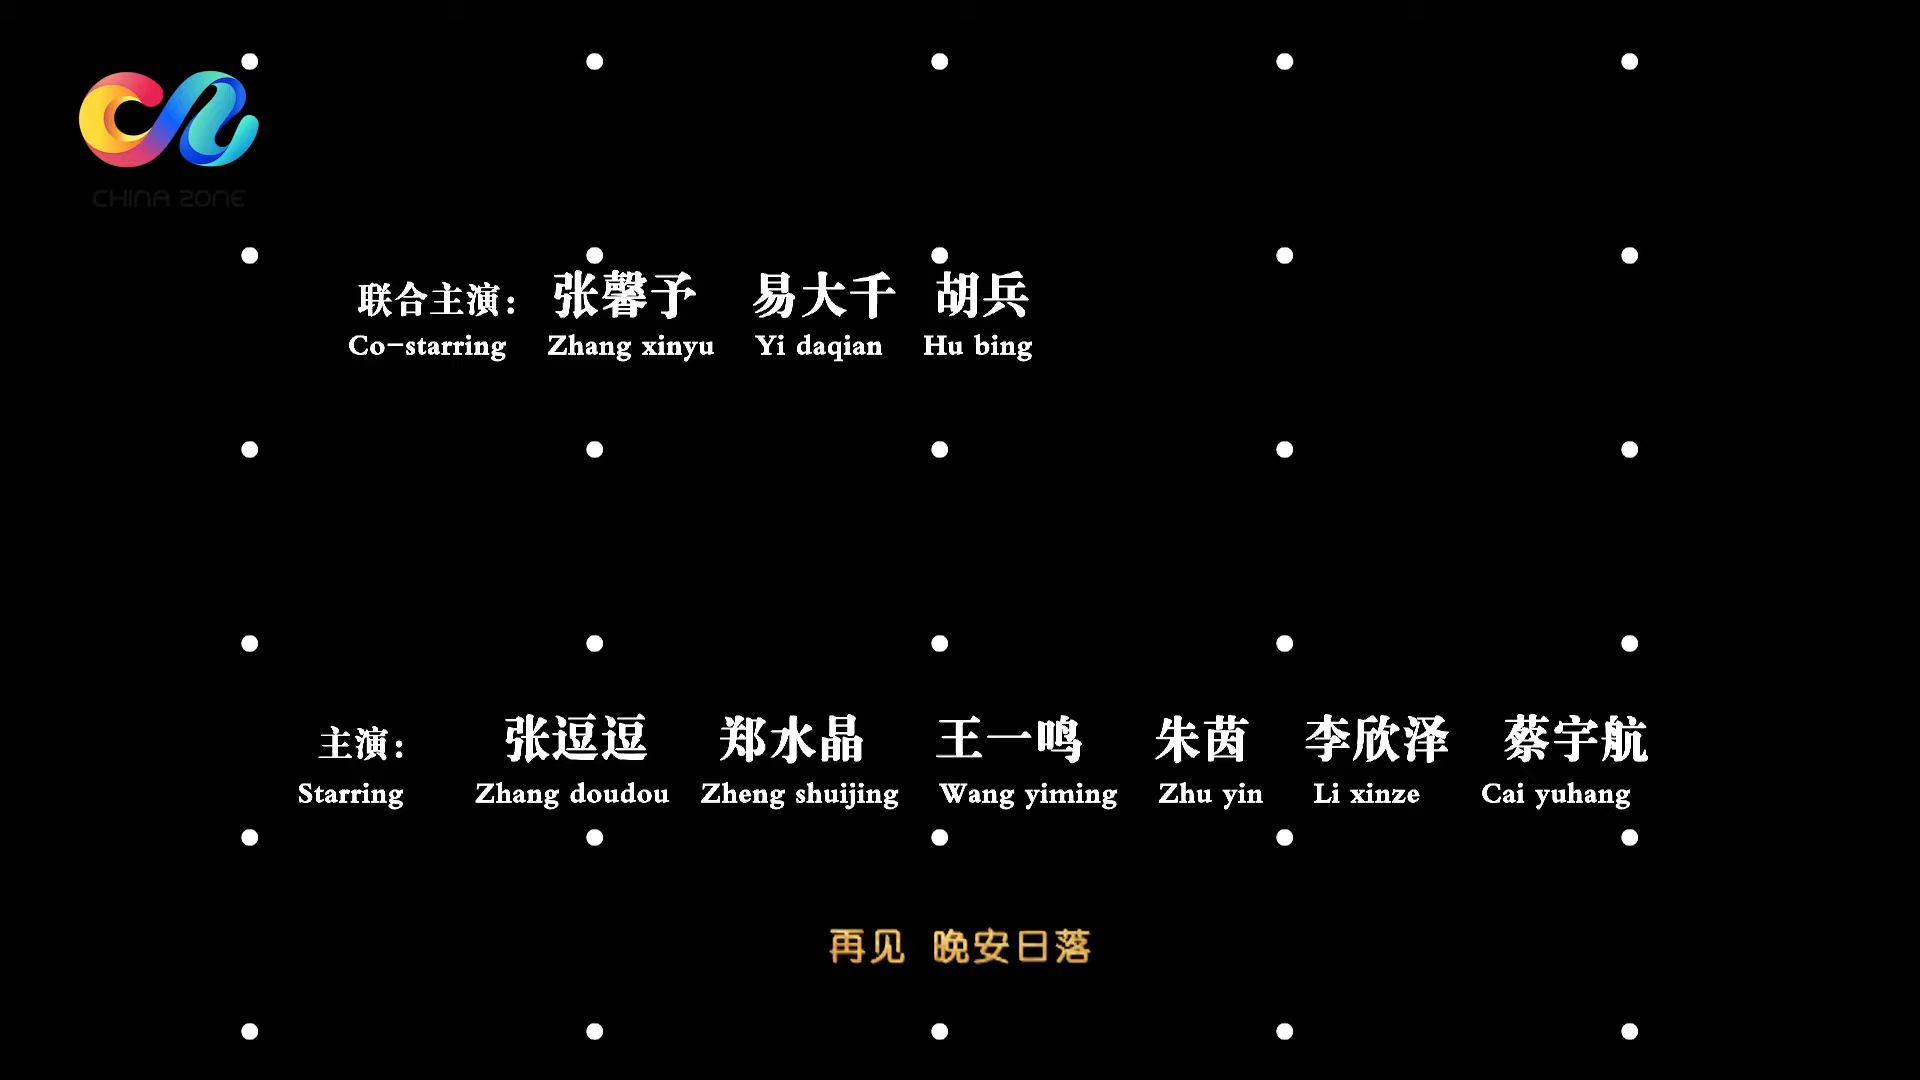 CHINA ZONE
联合主演： 张馨予 易大千 胡兵
Co-starring Zhang xinyu Yi daqian Hu bing
主演： 张逗逗 郑水晶 王一鸣 朱茵 李欣泽 蔡宇航
Starring Zhang doudou Zheng shuijing Wang yiming Zhu yin Li xinze Cai yuhang
再见 晚安日落